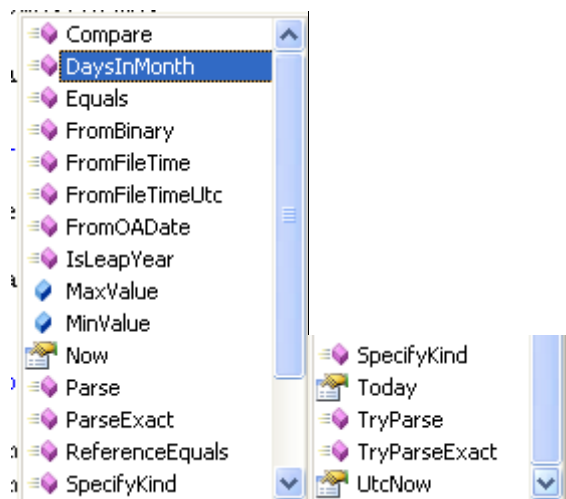 Compare
DaysInMonth
Equals
FromBinary
FromFileTime
FromFileTimeUtc
FromOADate
IsLeapYear
MaxValue
MinValue
Now
Parse
ParseExact
ReferenceEquals
SpecifyKind
SpecifyKind
Today
TryParse
TryParseExact
UtcNow